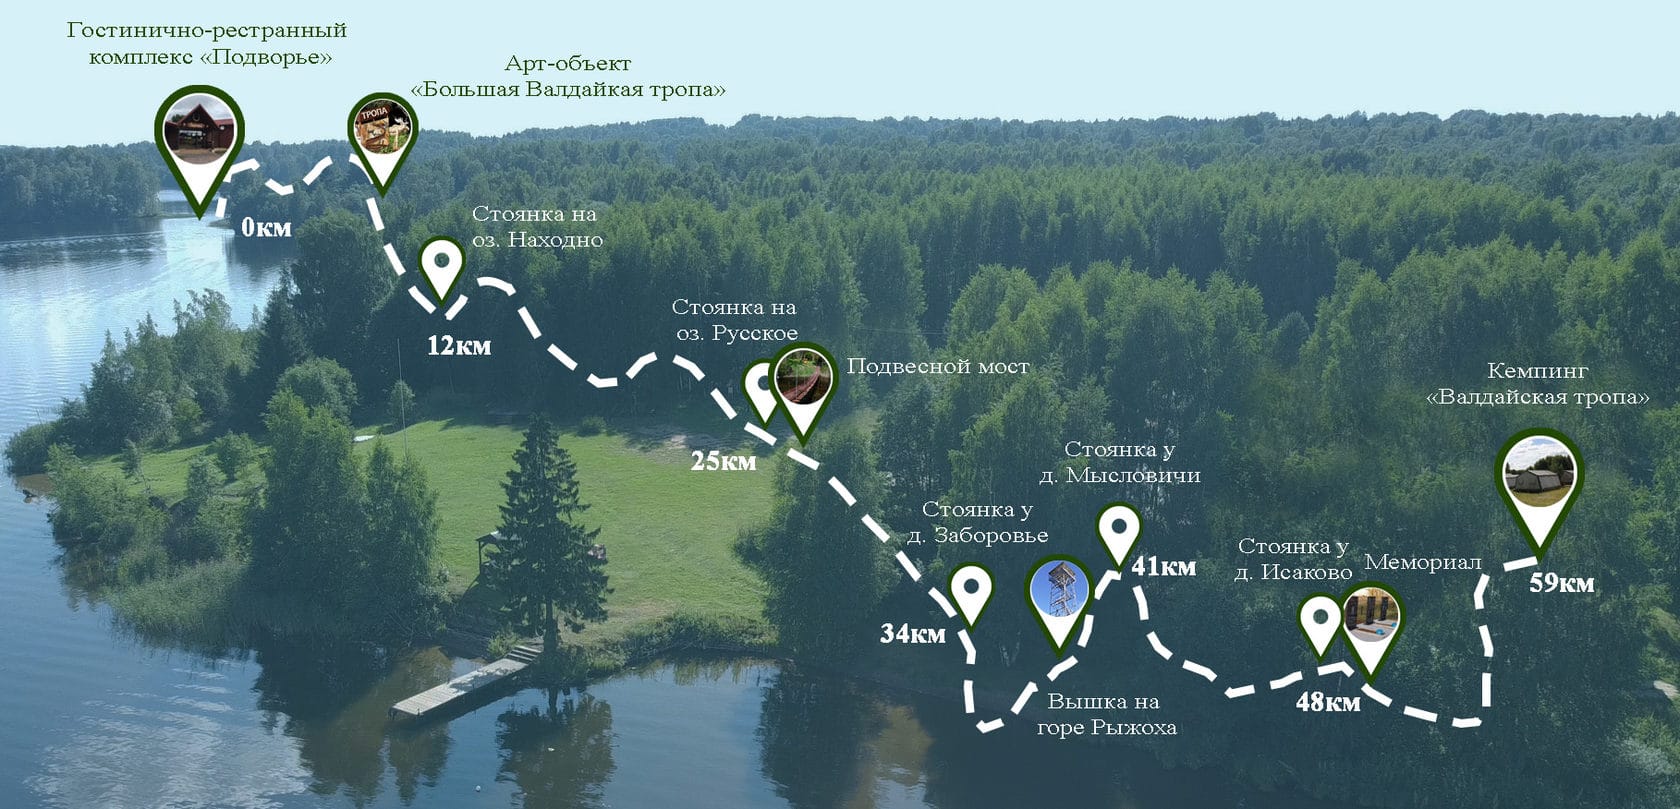 Гостинично-рестранный
комплекс «Подворье»
Арт-объект
«Большая Валдайкая тропа»
ТРОПА
0км
Стоянка на
оз. Находно
12км
Стоянка на
оз. Русское
Подвесной мост
25км
Кемпинг
«Валдайская тропа»
Стоянка у
д. Мысловичи
Стоянка у
д. Заборовье
41км
Стоянка у
д. Исаково
Мемориал
59км
34км
Вышка на
горе Рыжоха
48км